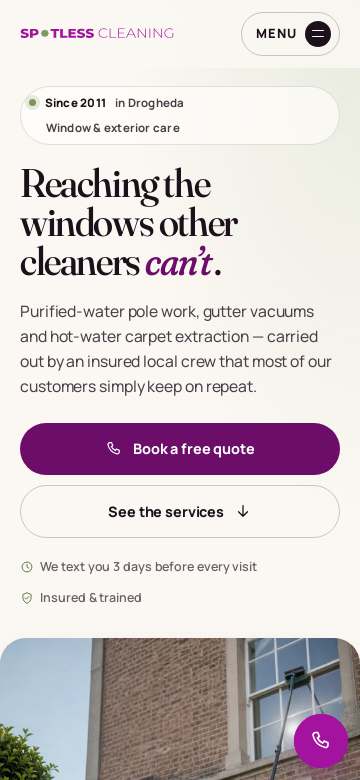 SPOTLESS CLEANING
MENU
Since 2011 in Drogheda
Window & exterior care
Reaching the
windows other
cleaners can't.
Purified-water pole work, gutter vacuums
and hot-water carpet extraction — carried
out by an insured local crew that most of our
customers simply keep on repeat.
Book a free quote
See the services ↓
We text you 3 days before every visit
Insured & trained